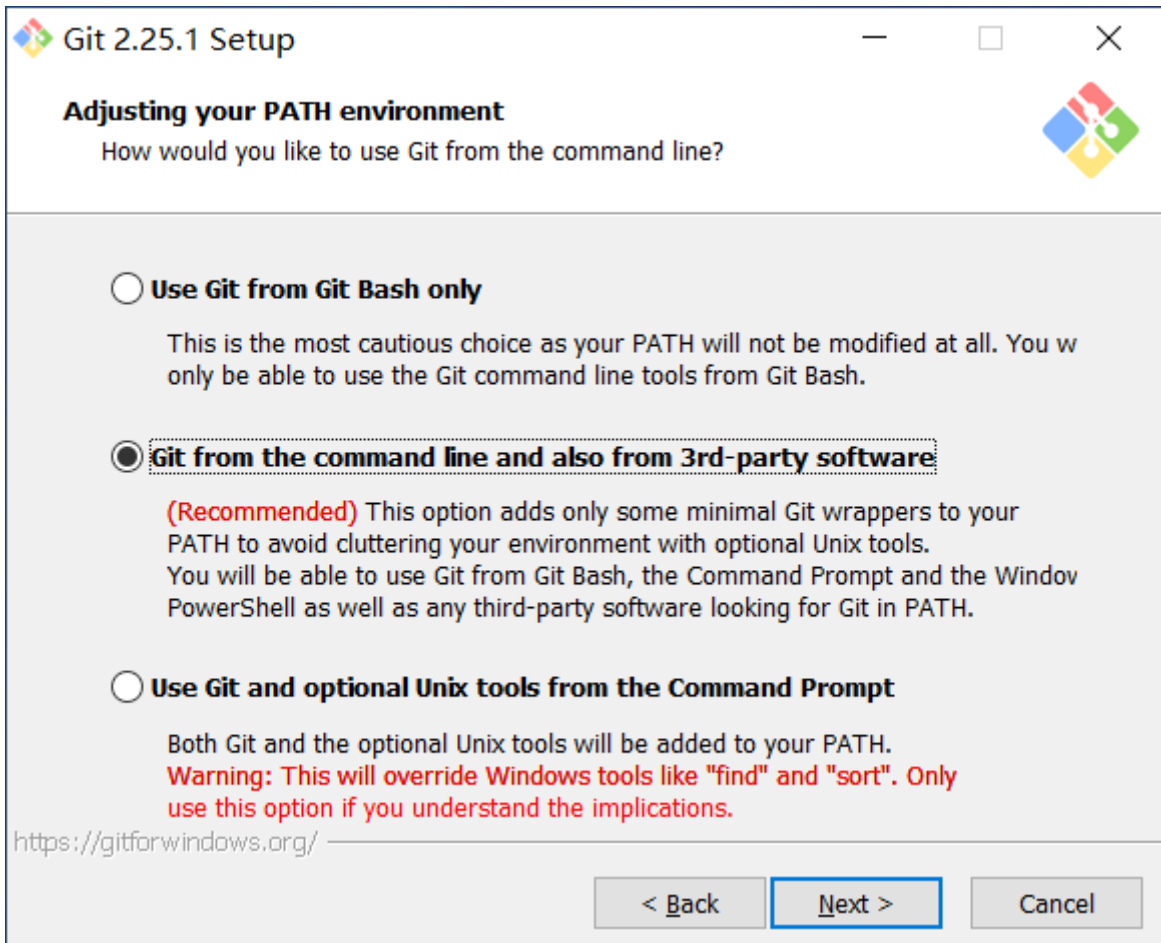 Git 2.25.1 Setup
Adjusting your PATH environment
How would you like to use Git from the command line?
Use Git from Git Bash only
This is the most cautious choice as your PATH will not be modified at all. You w
only be able to use the Git command line tools from Git Bash.
Git from the command line and also from 3rd-party software
(Recommended) This option adds only some minimal Git wrappers to your
PATH to avoid cluttering your environment with optional Unix tools.
You will be able to use Git from Git Bash, the Command Prompt and the Window
PowerShell as well as any third-party software looking for Git in PATH.
Use Git and optional Unix tools from the Command Prompt
Both Git and the optional Unix tools will be added to your PATH.
Warning: This will override Windows tools like "find" and "sort". Only
use this option if you understand the implications.
https://gitforwindows.org/
< Back
Next >
Cancel